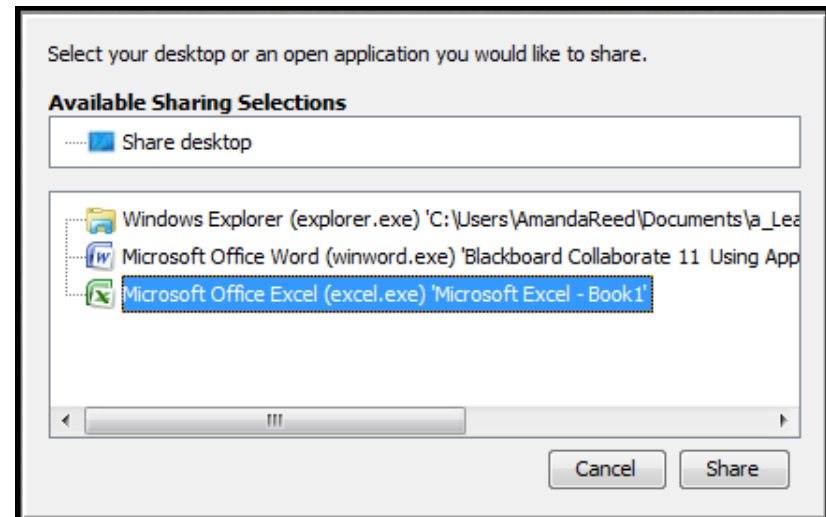 Select your desktop or an open application you would like to share.
Available Sharing Selections
Share desktop
Windows Explorer (explorer.exe) 'C:\Users\AmandaReed\Documents\a_Lea
Microsoft Office Word (winword.exe) 'Blackboard Collaborate 11 Using App
Microsoft Office Excel (excel.exe) 'Microsoft Excel - Book1'
Cancel Share